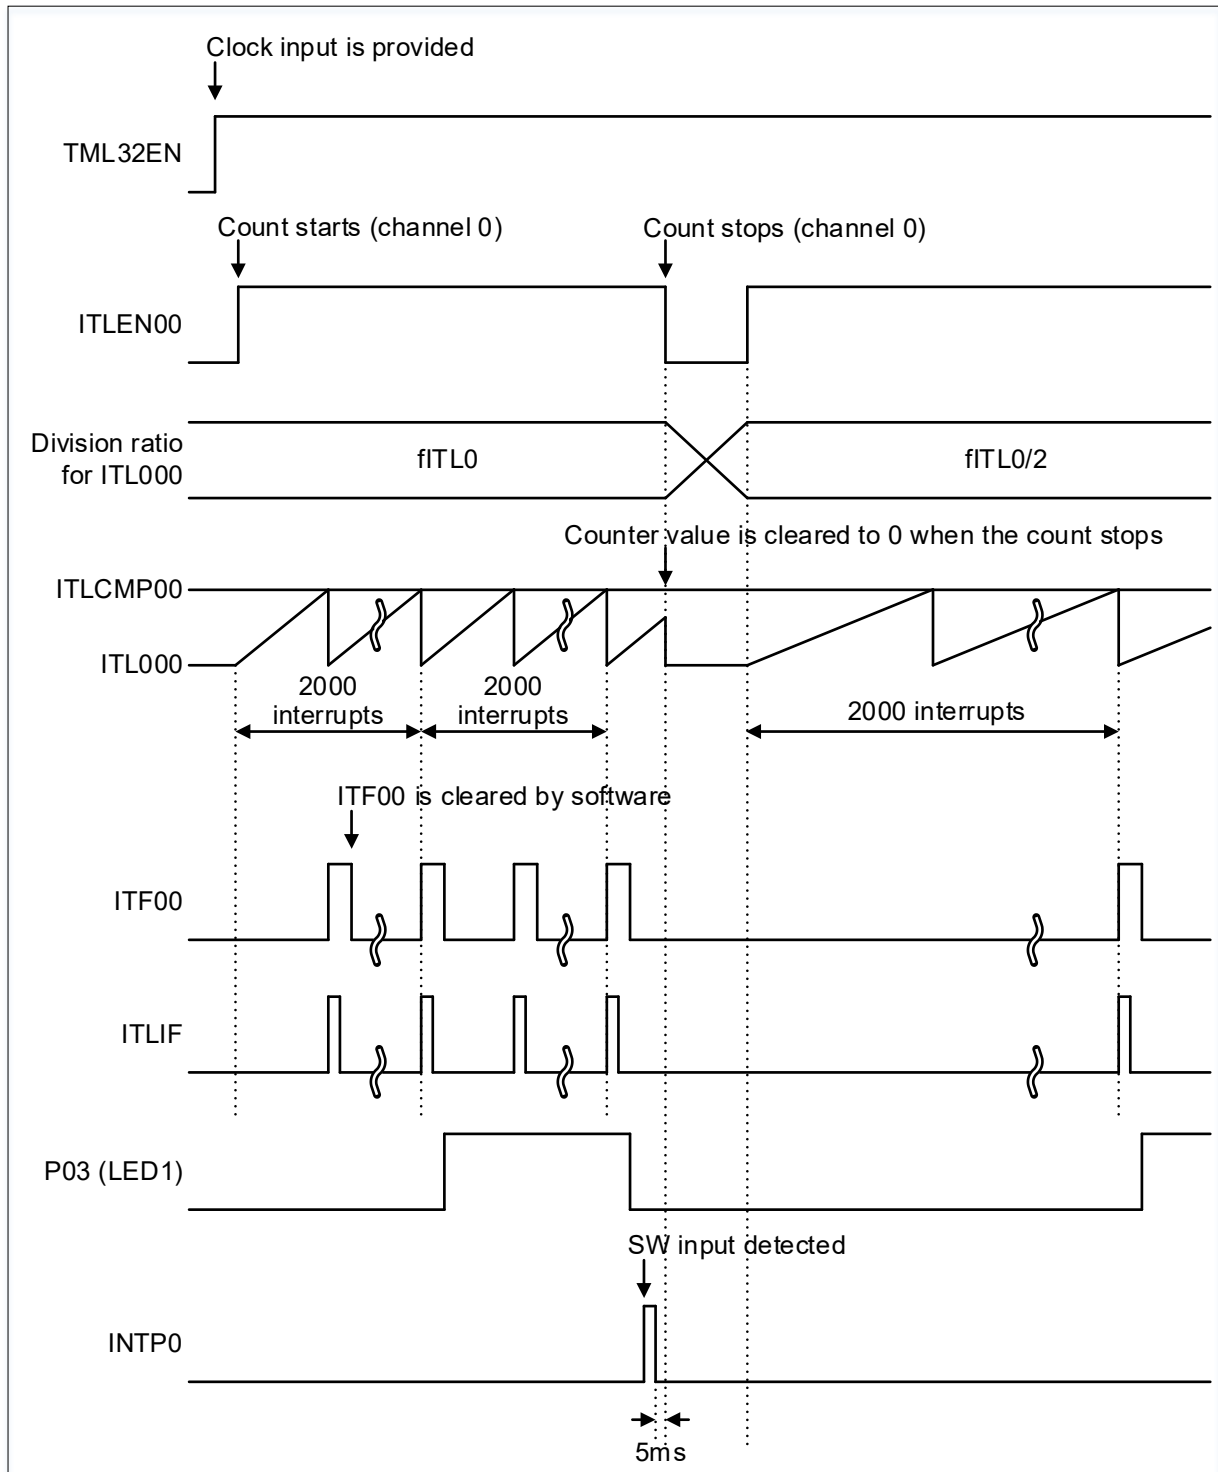 Clock input is provided
TML32EN
Count starts (channel 0)
Count stops (channel 0)
ITLEN00
Division ratio
for ITL000
fITL0
fITL0/2
Counter value is cleared to 0 when the count stops
ITLCMP00
ITL000
2000
interrupts
2000
interrupts
2000 interrupts
ITF00 is cleared by software
ITF00
ITLIF
P03 (LED1)
SW input detected
INTP0
5ms